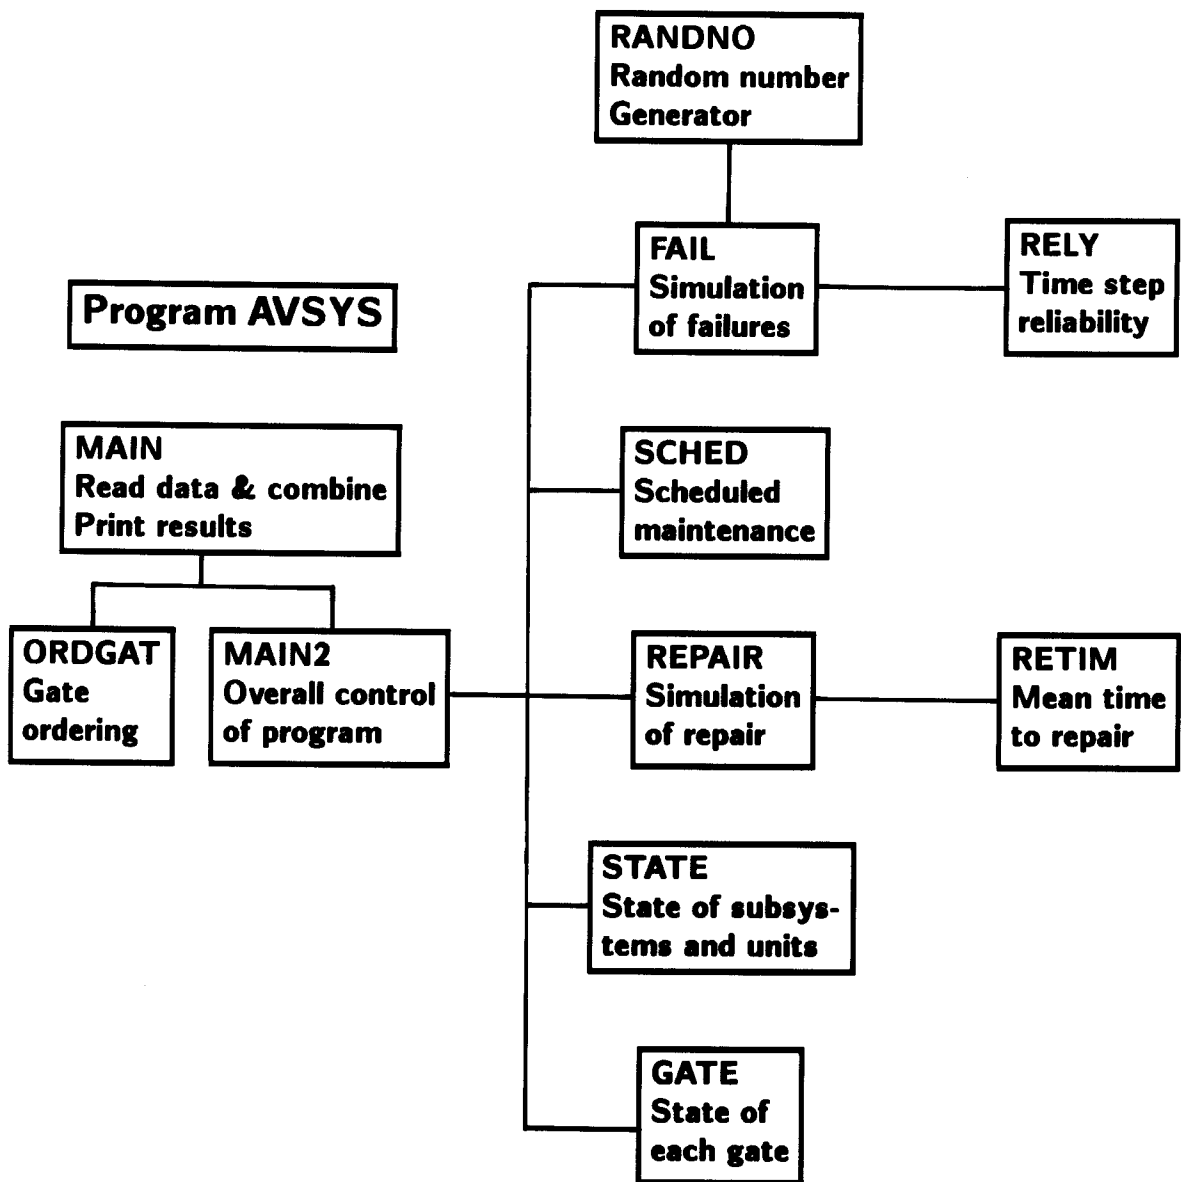 RANDNO
Random number
Generator
FAIL
Simulation
of failures
RELY
Time step
reliability
Program AVSYS
MAIN
Read data & combine
Print results
SCHED
Scheduled
maintenance
ORDGAT
Gate
ordering
MAIN2
Overall control
of program
REPAIR
Simulation
of repair
RETIM
Mean time
to repair
STATE
State of subsys-
tems and units
GATE
State of
each gate